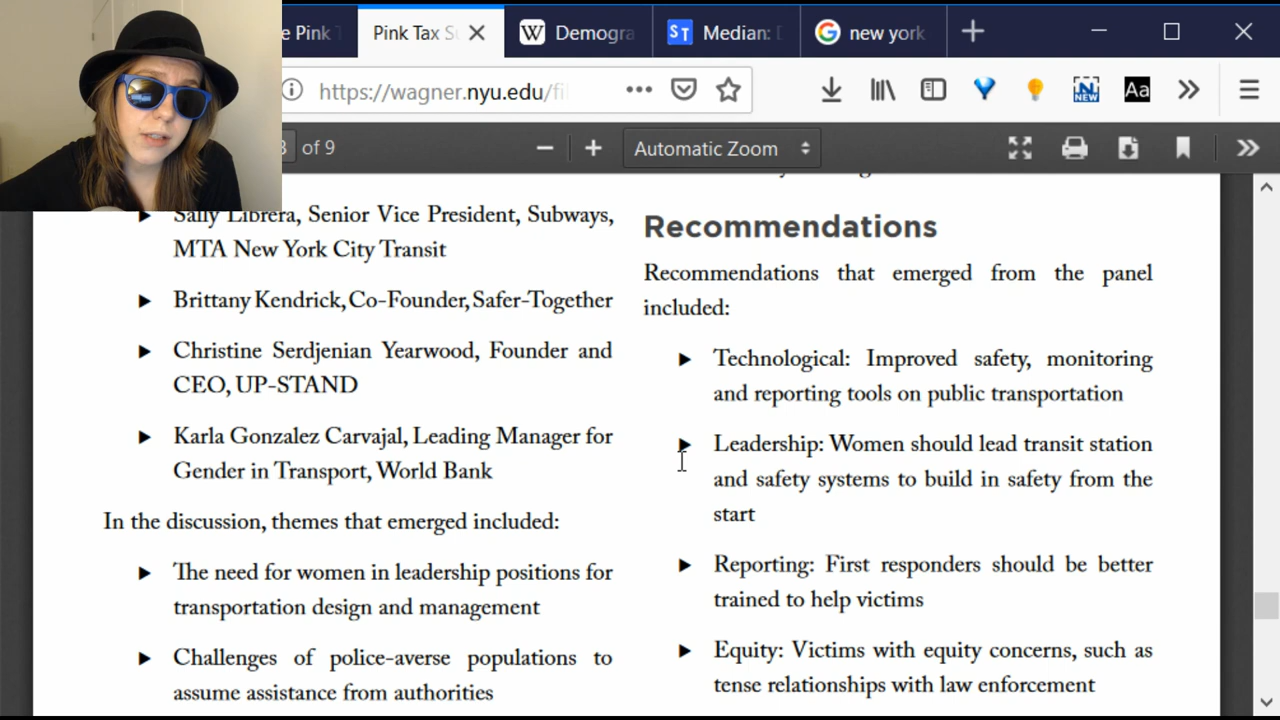 e Pink T
Pink Tax S
Demogra
ST
Median: D
new york
https://wagner.nyu.edu/fi
NEW
Aa
of 9
Automatic Zoom
Sally Librera, Senior Vice President, Subways,
MTA New York City Transit
Brittany Kendrick, Co-Founder, Safer-Together
Christine Serdjenian Yearwood, Founder and
CEO, UP-STAND
Karla Gonzalez Carvajal, Leading Manager for
Gender in Transport, World Bank
In the discussion, themes that emerged included:
The need for women in leadership positions for
transportation design and management
Challenges of police-averse populations to
assume assistance from authorities
Recommendations
Recommendations that emerged from the panel
included:
Technological: Improved safety, monitoring
and reporting tools on public transportation
Leadership: Women should lead transit station
and safety systems to build in safety from the
start
Reporting: First responders should be better
trained to help victims
Equity: Victims with equity concerns, such as
tense relationships with law enforcement